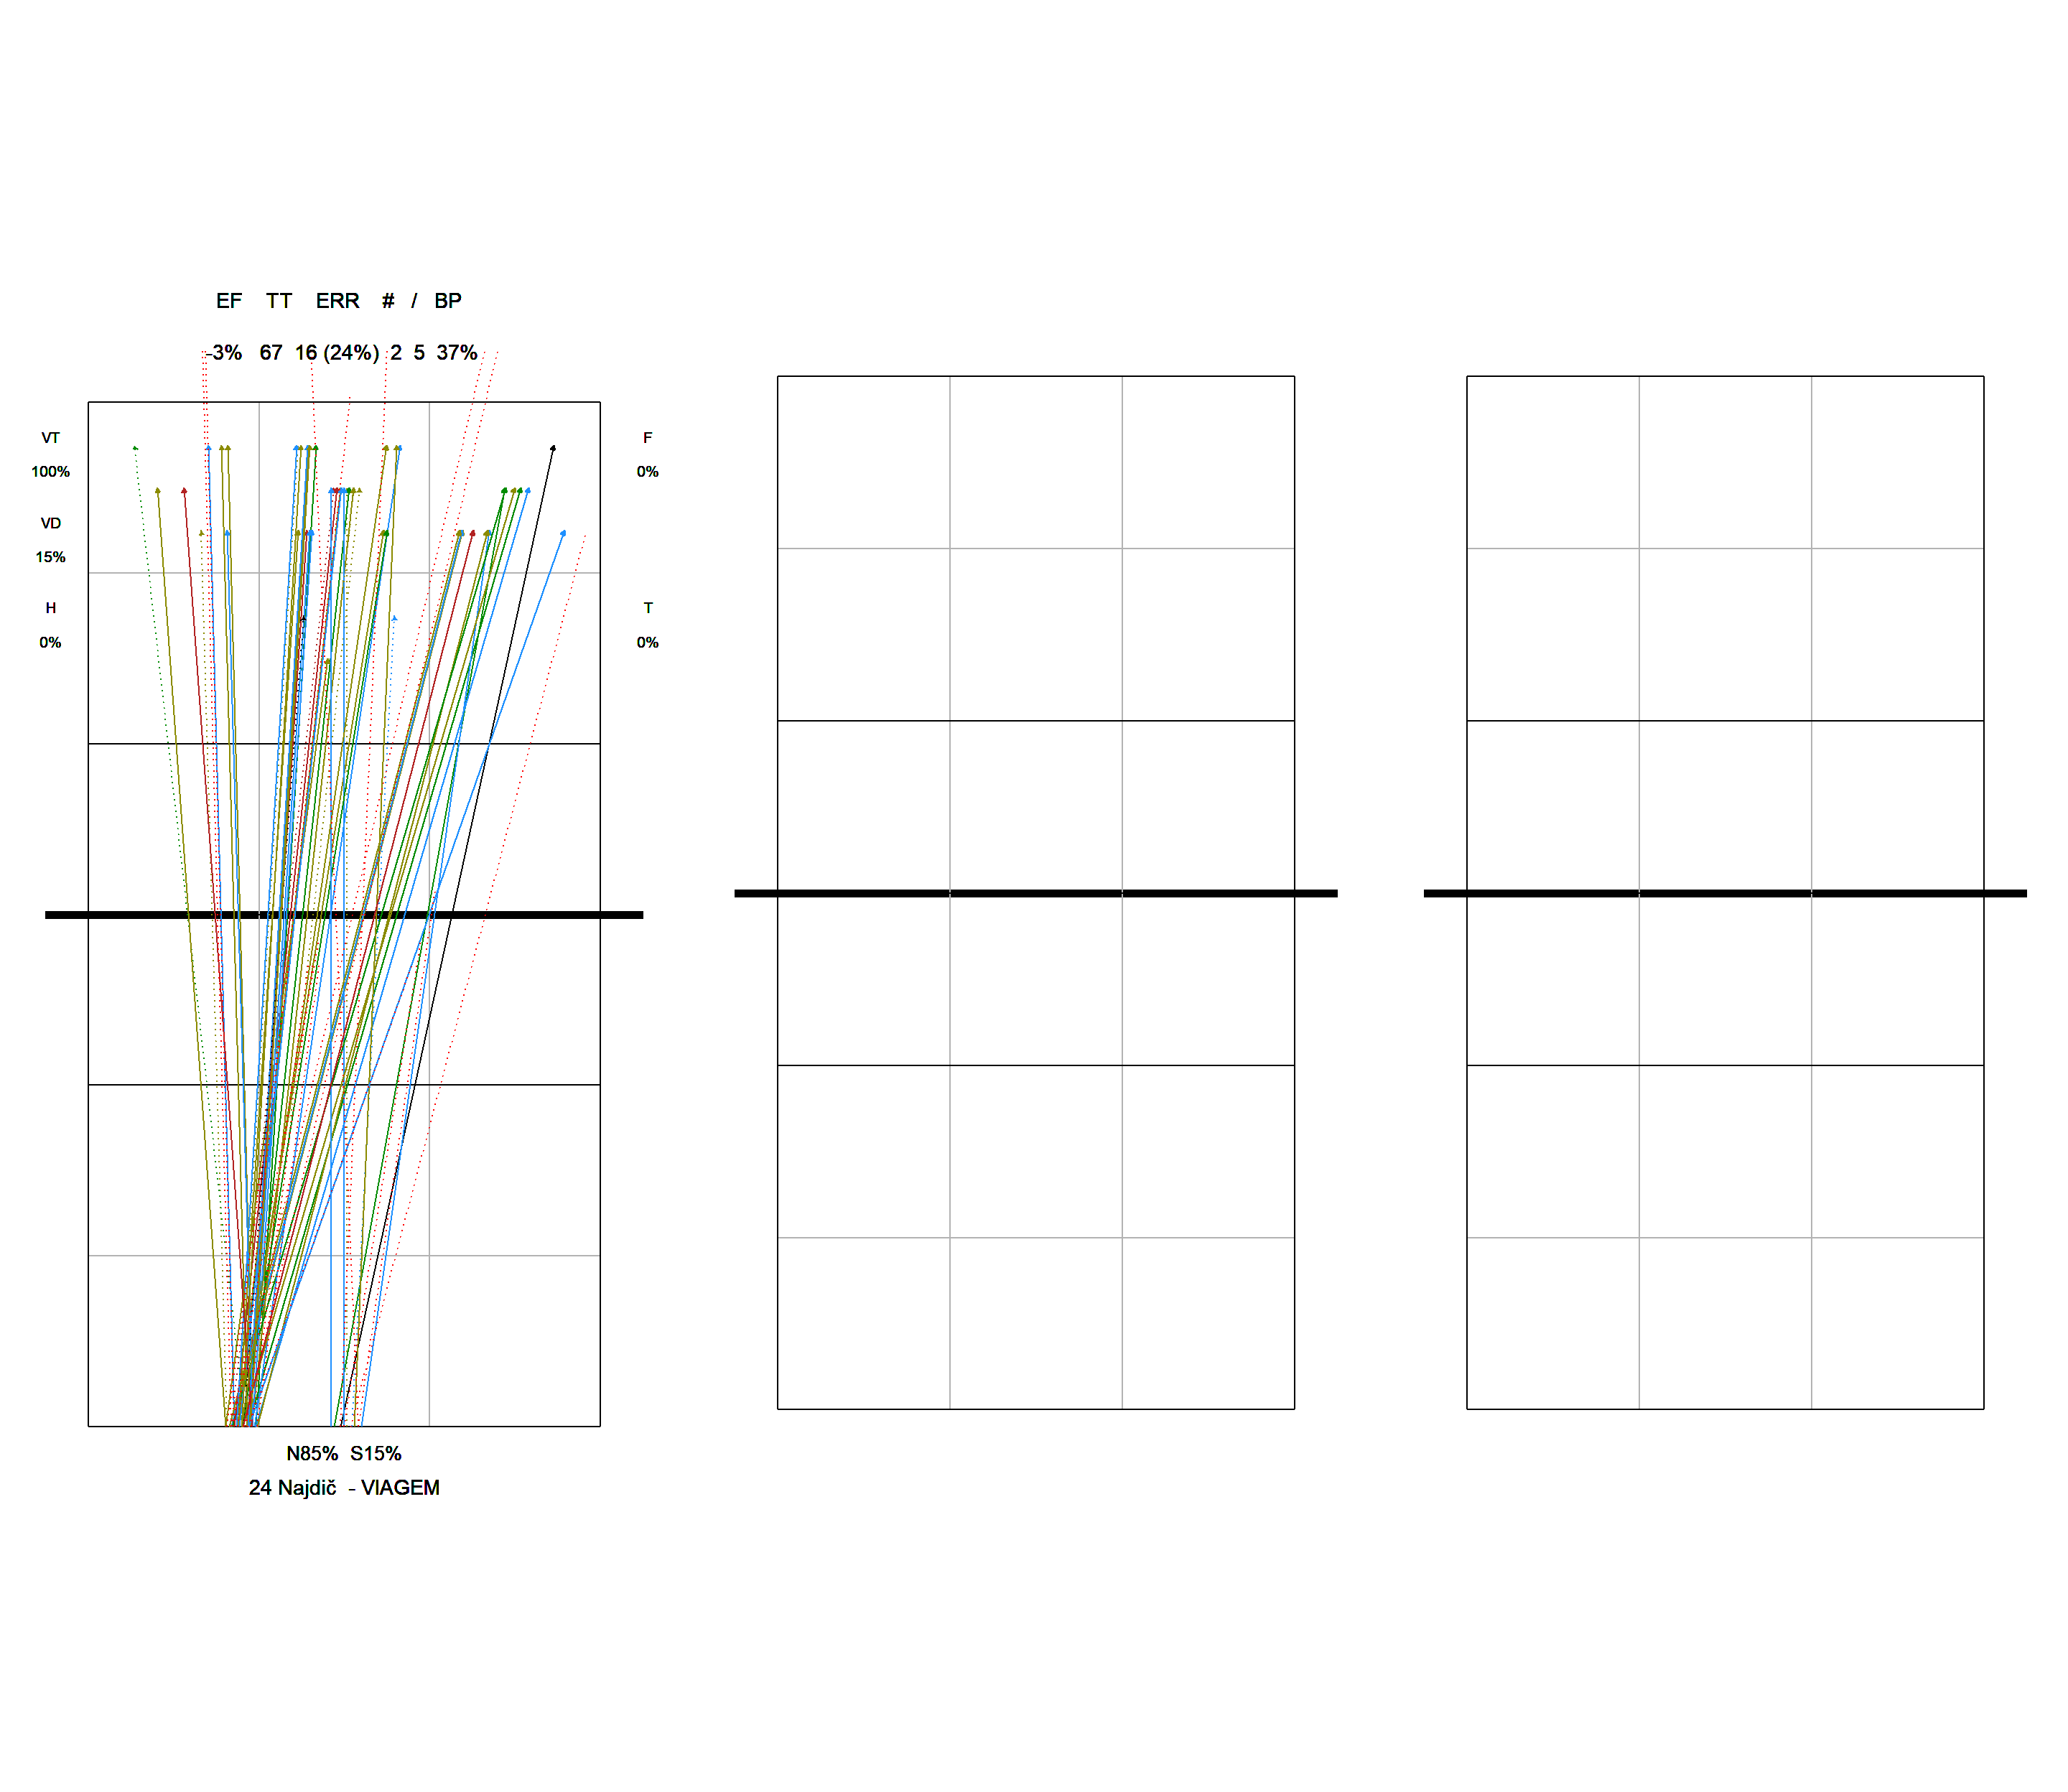 EF TT ERR # / BP
-3% 67 16 (24%) 2 5 37%
VT F
100% 0%
VD
15%
H T
0% 0%
N85% S15%
24 Najdič - VIAGEM